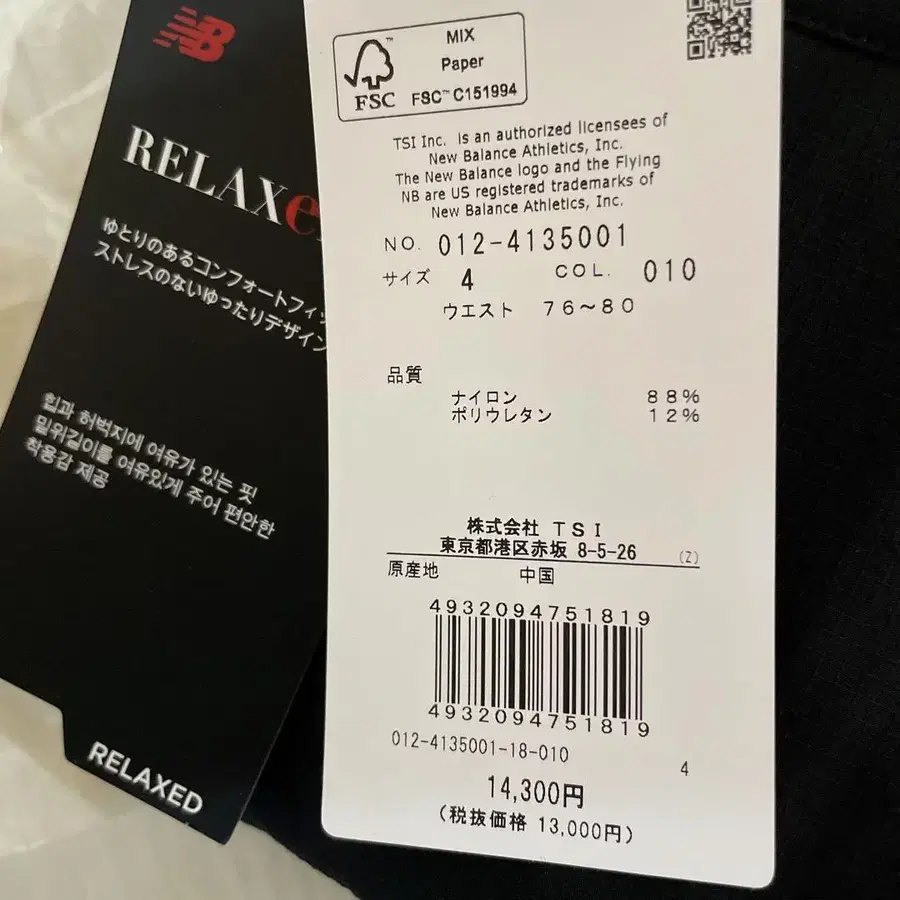 NB
RELAX
ゆとりのあるコンフォートフィッ
ストレスのないゆったりデザイン
힙과 허벅지에 여유가 있는 핏
밑위길이를 여유있게 주어 편안한
착용감 제공
RELAXED
MIX
Paper
FSC™ C151994
FSC
TSI Inc. is an authorized licensees of
New Balance Athletics, Inc.
The New Balance logo and the Flying
NB are US registered trademarks of
New Balance Athletics, Inc.
NO. 012-4135001
サイズ 4 COL. 010
ウエスト 76〜80
品質
ナイロン 88%
ポリウレタン 12%
株式会社 TSI
東京都港区赤坂 8-5-26 (Z)
原産地 中国
4932094751819
4932094751819
012-4135001-18-010
4
14,300円
(税抜価格 13,000円)